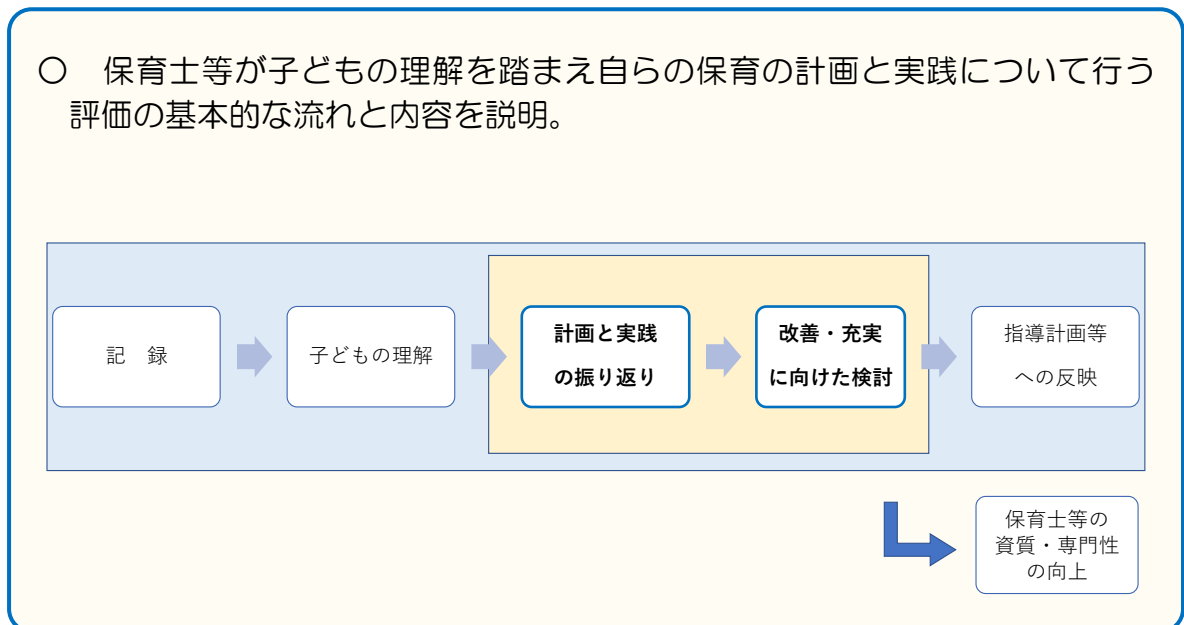 ○　保育士等が子どもの理解を踏まえ自らの保育の計画と実践について行う
評価の基本的な流れと内容を説明。
記　録
子どもの理解
計画と実践
の振り返り
改善・充実
に向けた検討
指導計画等
への反映
保育士等の
資質・専門性
の向上